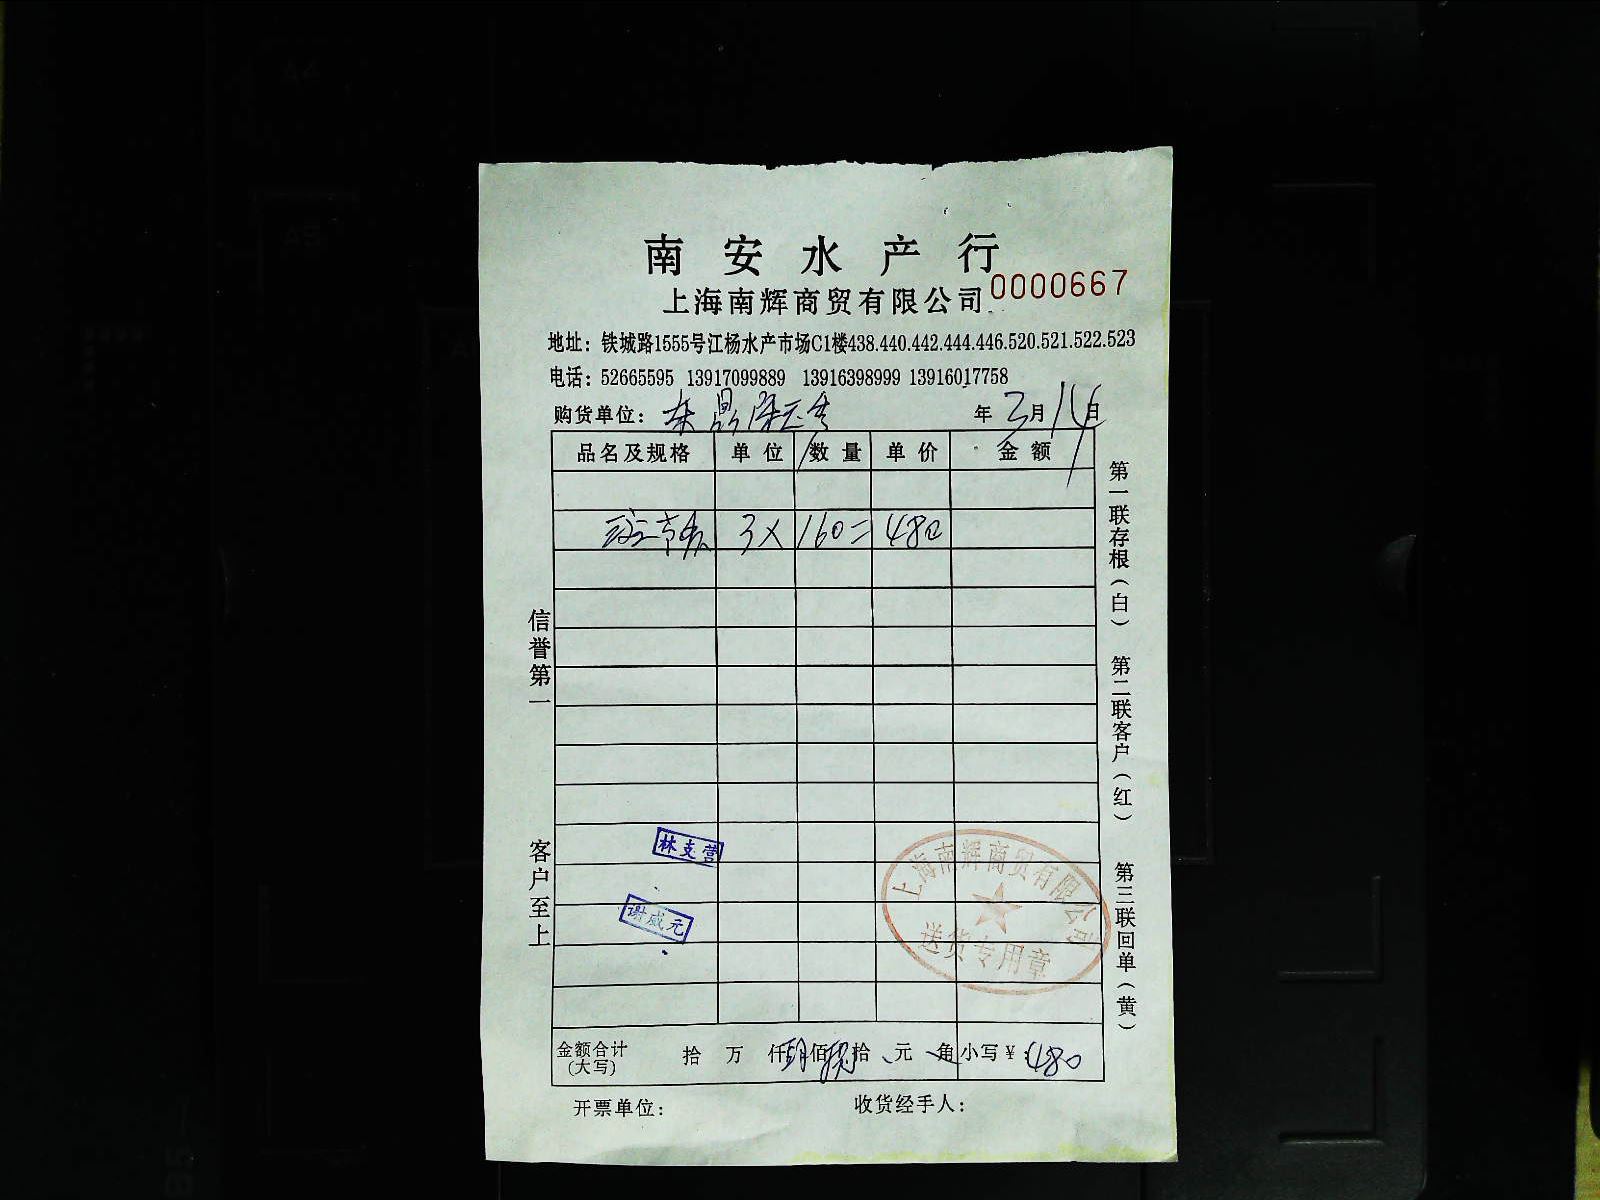 南安水产行
0000667
上海南辉商贸有限公司
地址：铁城路1555号江杨水产市场C1楼438.440.442.444.446.520.521.522.523
电话：52665595 13917099889 13916398999 13916017758
购货单位： 年3月14日
品名及规格 单位 数量 单价 金额
3× 160= 480
信誉第一
客户至上
第一联存根（白） 第二联客户（红） 第三联回单（黄）
林支营
谢咸元
上海南辉商贸有限公司
送货专用章
金额合计（大写） 拾 万 仟 肆佰 捌拾 元 角 小写￥：480
开票单位： 收货经手人：